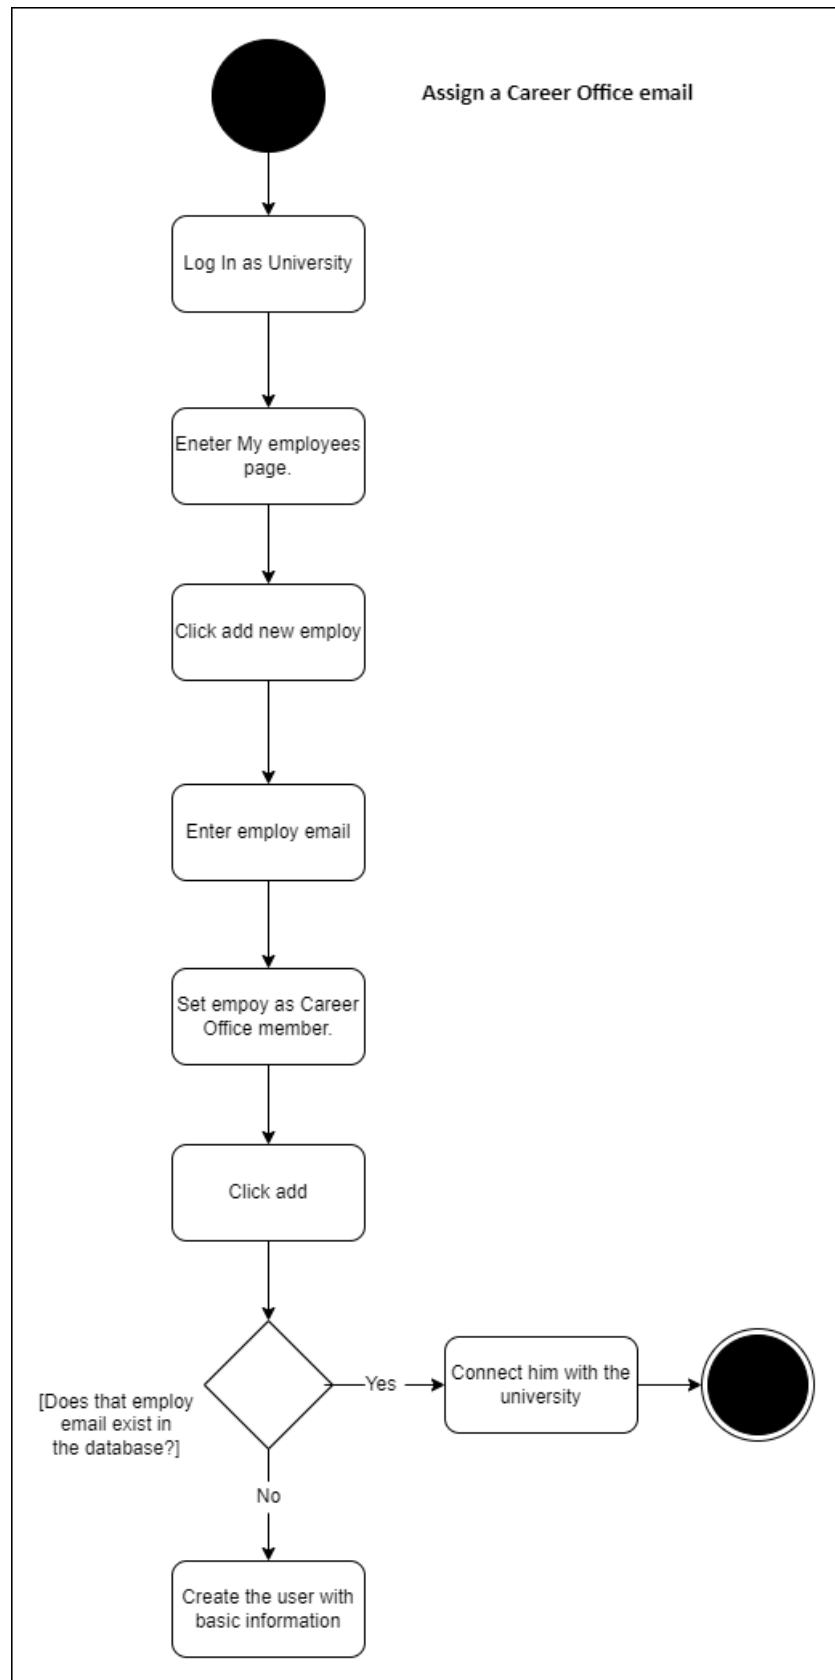 Assign a Career Office email
Log In as University
Eneter My employees
page.
Click add new employ
Enter employ email
Set empoy as Career
Office member.
Click add
[Does that employ
email exist in
the database?]
Yes
Connect him with the
university
No
Create the user with
basic information